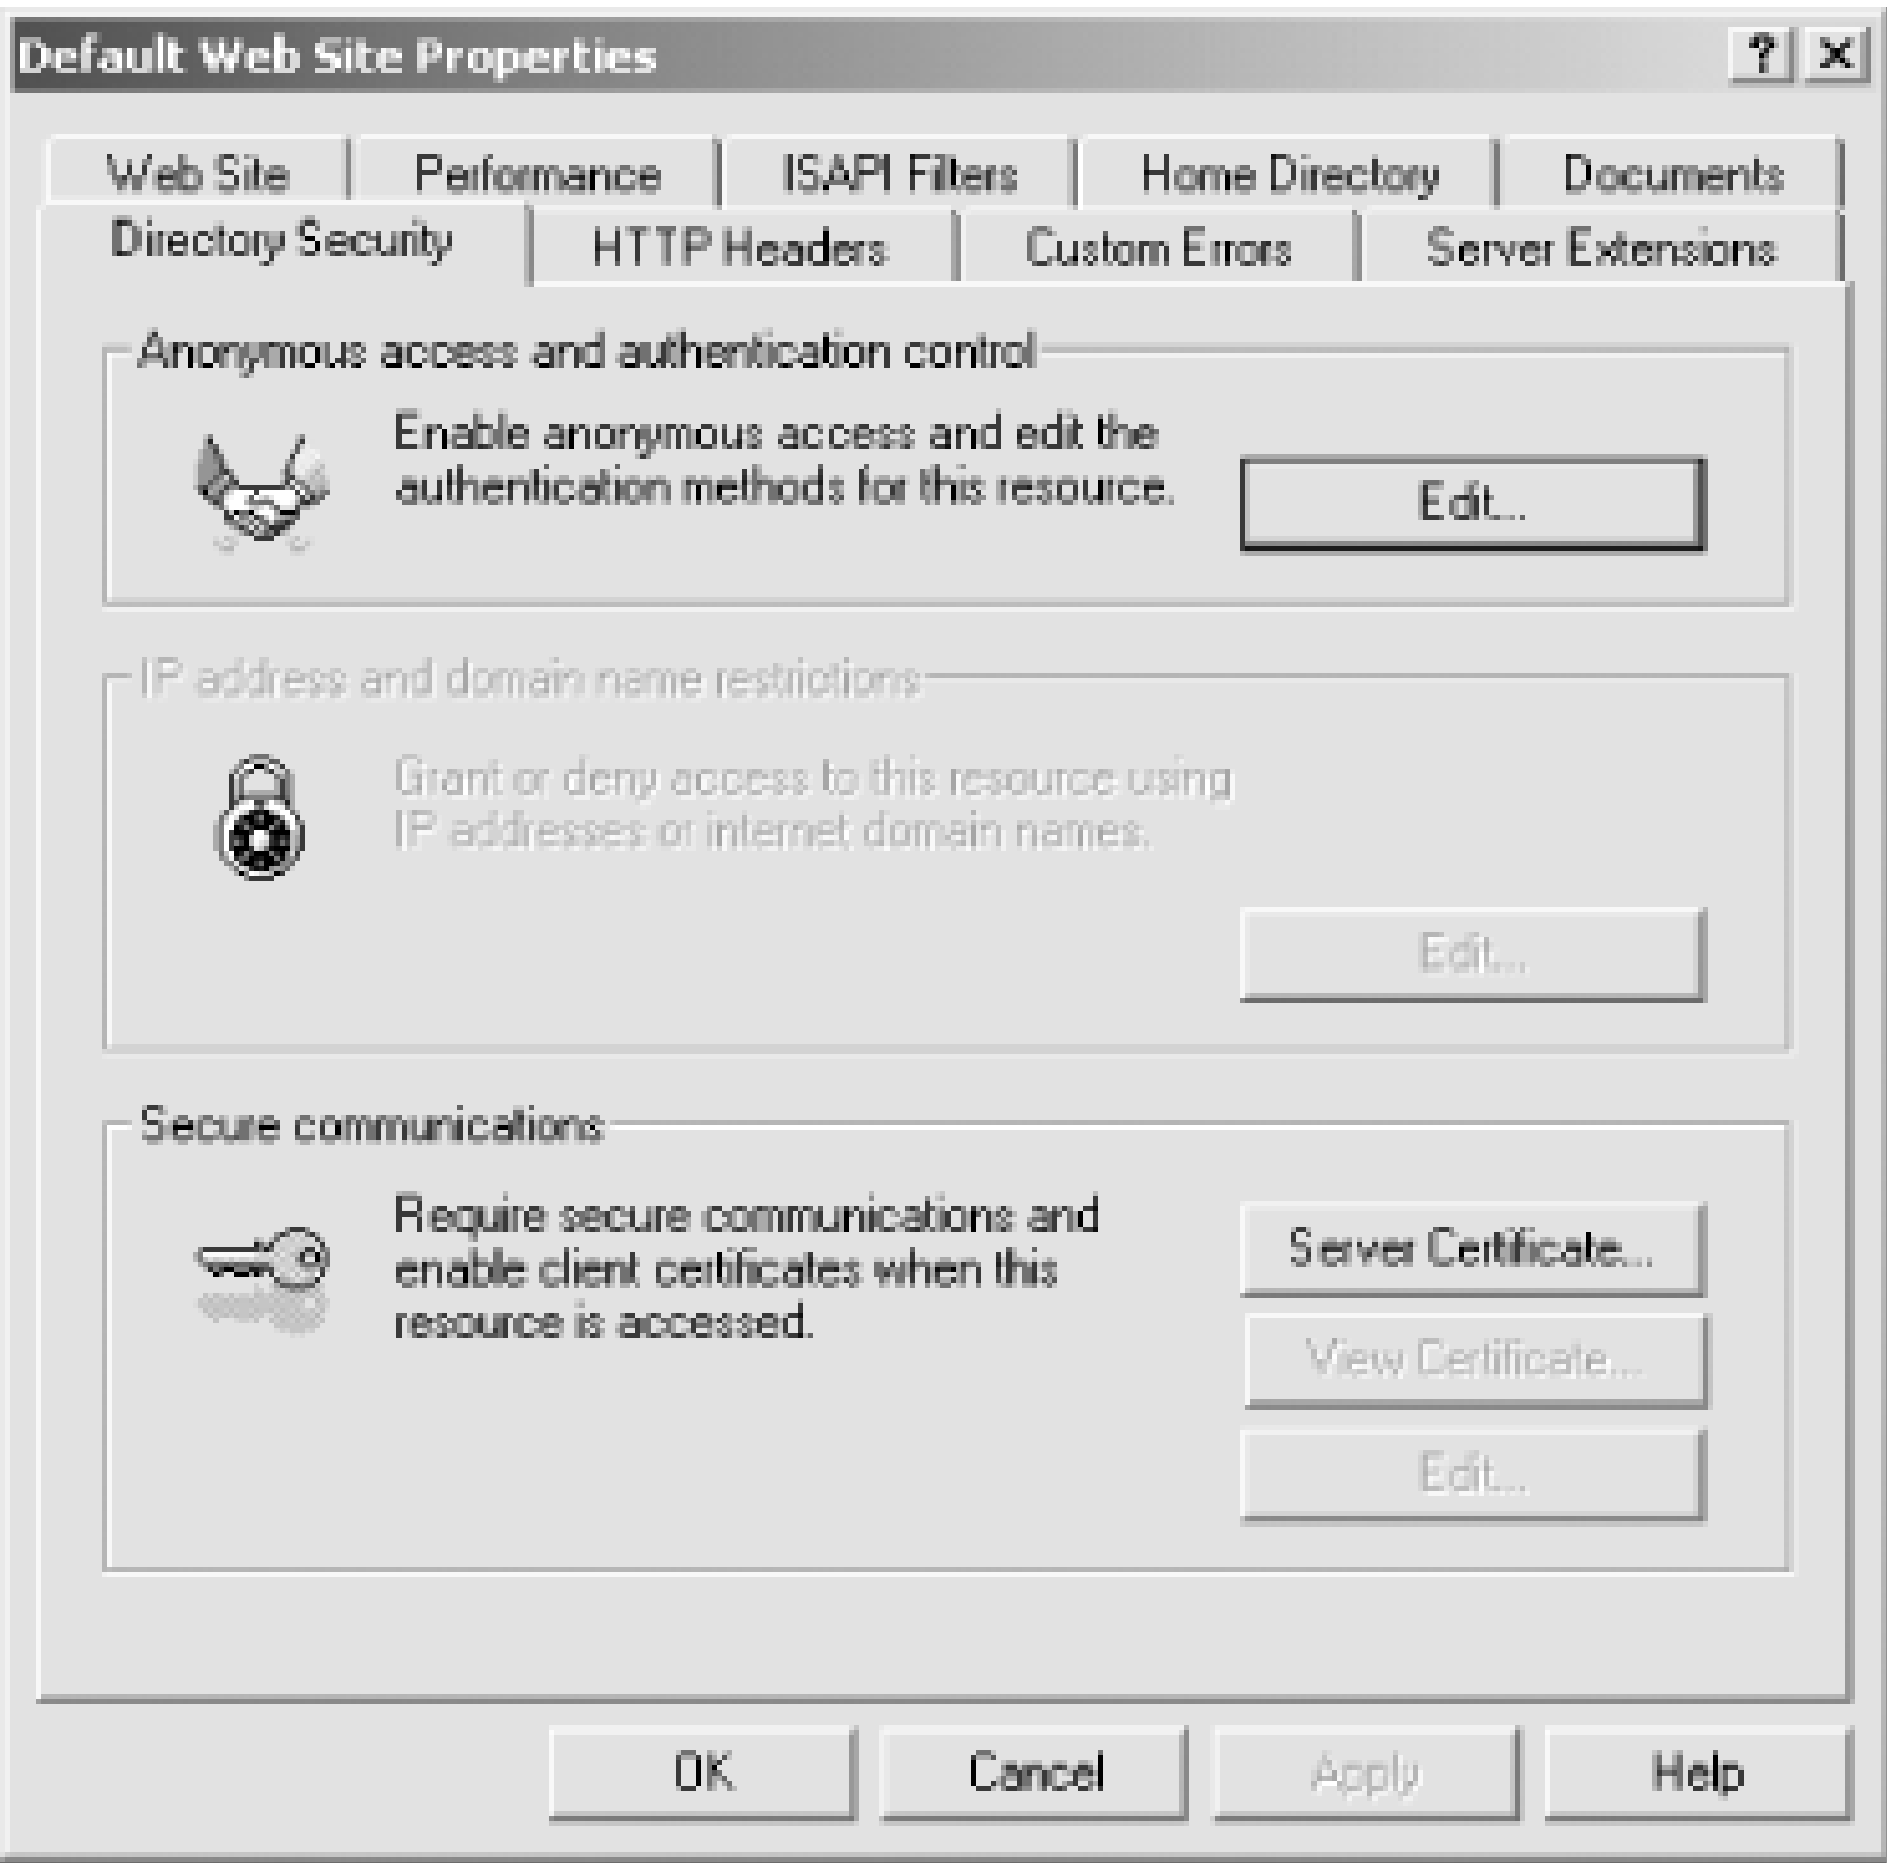 Default Web Site Properties
? X
Web Site Performance ISAPI Filters Home Directory Documents
Directory Security HTTP Headers Custom Errors Server Extensions
Anonymous access and authentication control
Enable anonymous access and edit the
authentication methods for this resource.
Edit...
IP address and domain name restrictions
Grant or deny access to this resource using
IP addresses or internet domain names.
Edit...
Secure communications
Require secure communications and
enable client certificates when this
resource is accessed.
Server Certificate...
View Certificate...
Edit...
OK Cancel Apply Help